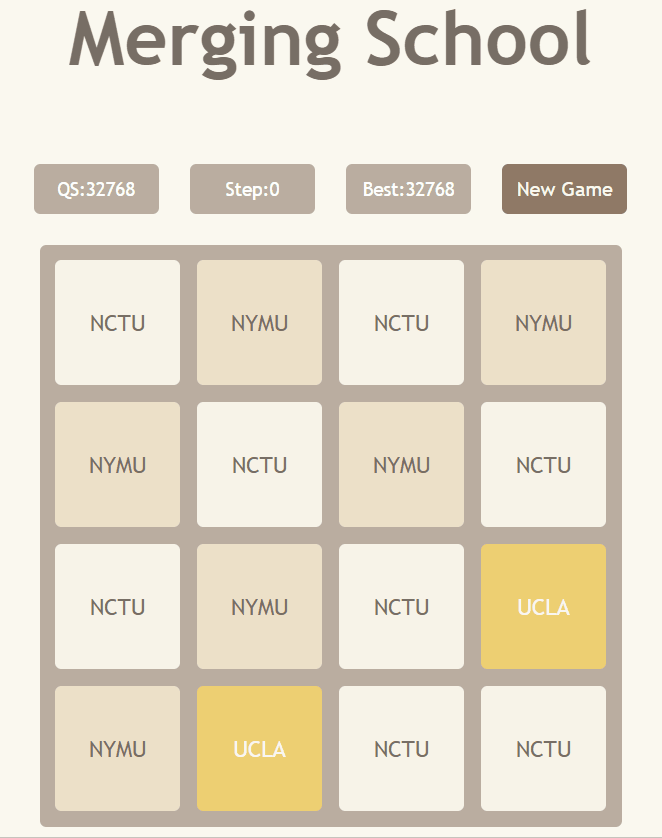 Merging School
QS:32768 Step:0 Best:32768 New Game
NCTU NYMU NCTU NYMU
NYMU NCTU NYMU NCTU
NCTU NYMU NCTU UCLA
NYMU UCLA NCTU NCTU